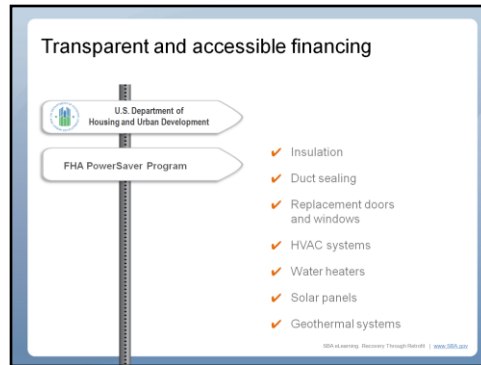 Transparent and accessible financing
U.S. Department of
Housing and Urban Development
FHA PowerSaver Program
✔ Insulation
✔ Duct sealing
✔ Replacement doors
and windows
✔ HVAC systems
✔ Water heaters
✔ Solar panels
✔ Geothermal systems
SBA eLearning Recovery Through Retrofit | www.SBA.gov